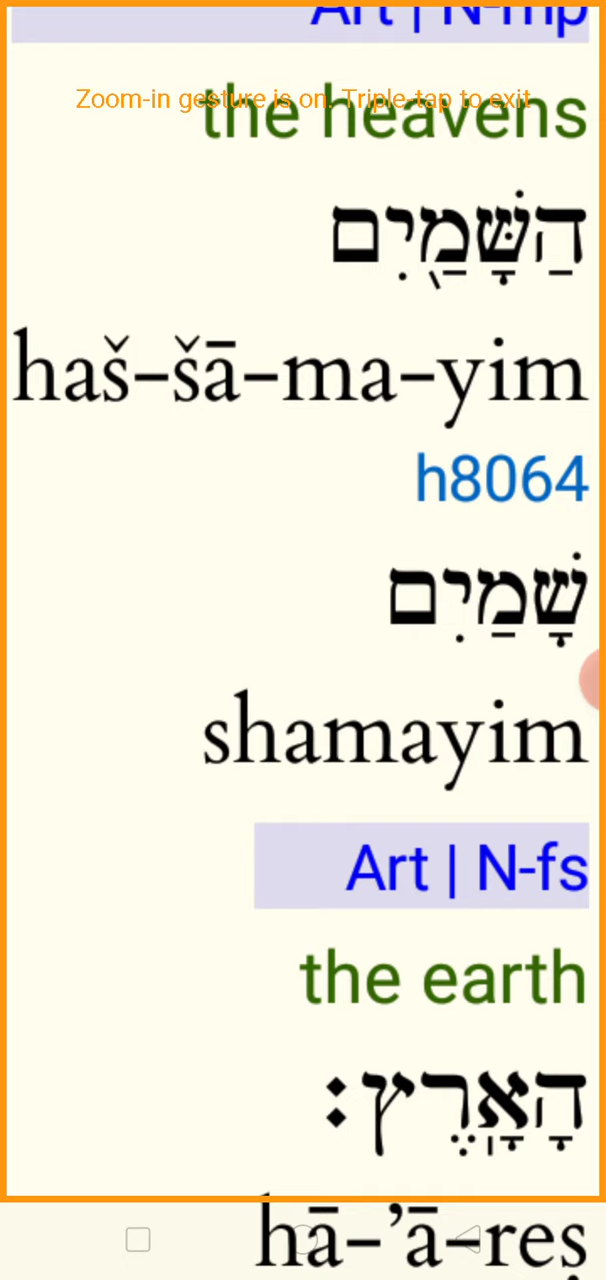 Art | N-mp
Zoom-in gesture is on. Triple-tap to exit
the heavens
הַשָּׁמַ֖יִם
haš-šā-ma-yim
h8064
שָׁמַיִם
shamayim
Art | N-fs
the earth
הָאָֽרֶץ׃
hā-’ā-reṣ